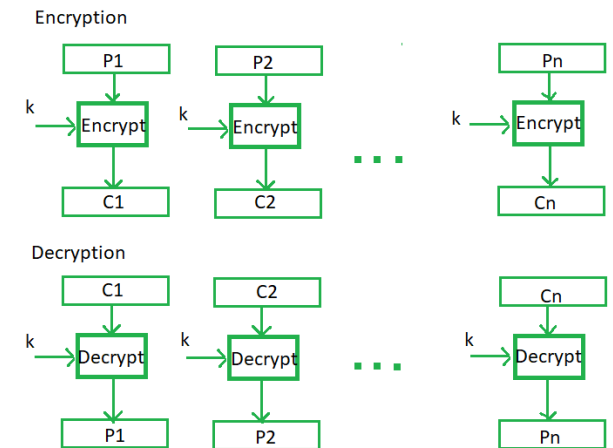 Encryption
P1 P2 Pn
k Encrypt k Encrypt k Encrypt
...
C1 C2 Cn
Decryption
C1 C2 Cn
k Decrypt k Decrypt k Decrypt
...
P1 P2 Pn